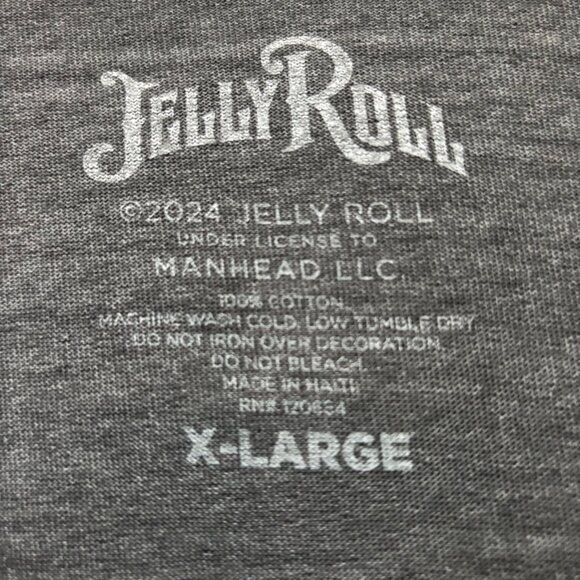 JELLY ROLL
©2024 JELLY ROLL
UNDER LICENSE TO
MANHEAD, LLC.
100% COTTON.
MACHINE WASH COLD. LOW TUMBLE DRY
DO NOT IRON OVER DECORATION.
DO NOT BLEACH.
MADE IN HAITI
RN#
X-LARGE